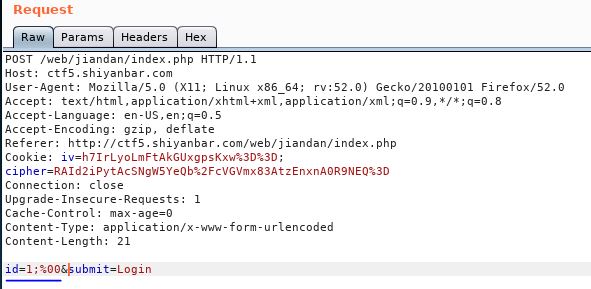 Request
Raw Params Headers Hex
POST /web/jiandan/index.php HTTP/1.1
Host: ctf5.shiyanbar.com
User-Agent: Mozilla/5.0 (X11; Linux x86_64; rv:52.0) Gecko/20100101 Firefox/52.0
Accept: text/html,application/xhtml+xml,application/xml;q=0.9,*/*;q=0.8
Accept-Language: en-US,en;q=0.5
Accept-Encoding: gzip, deflate
Referer: http://ctf5.shiyanbar.com/web/jiandan/index.php
Cookie: iv=h7IrLyoLmFtAkGUxgpsKxw%3D%3D;
cipher=RAId2iPytAcSNgW5YeQb%2FcVGVmx83AtzEnxnA0R9NEQ%3D
Connection: close
Upgrade-Insecure-Requests: 1
Cache-Control: max-age=0
Content-Type: application/x-www-form-urlencoded
Content-Length: 21
id=1;%00&submit=Login